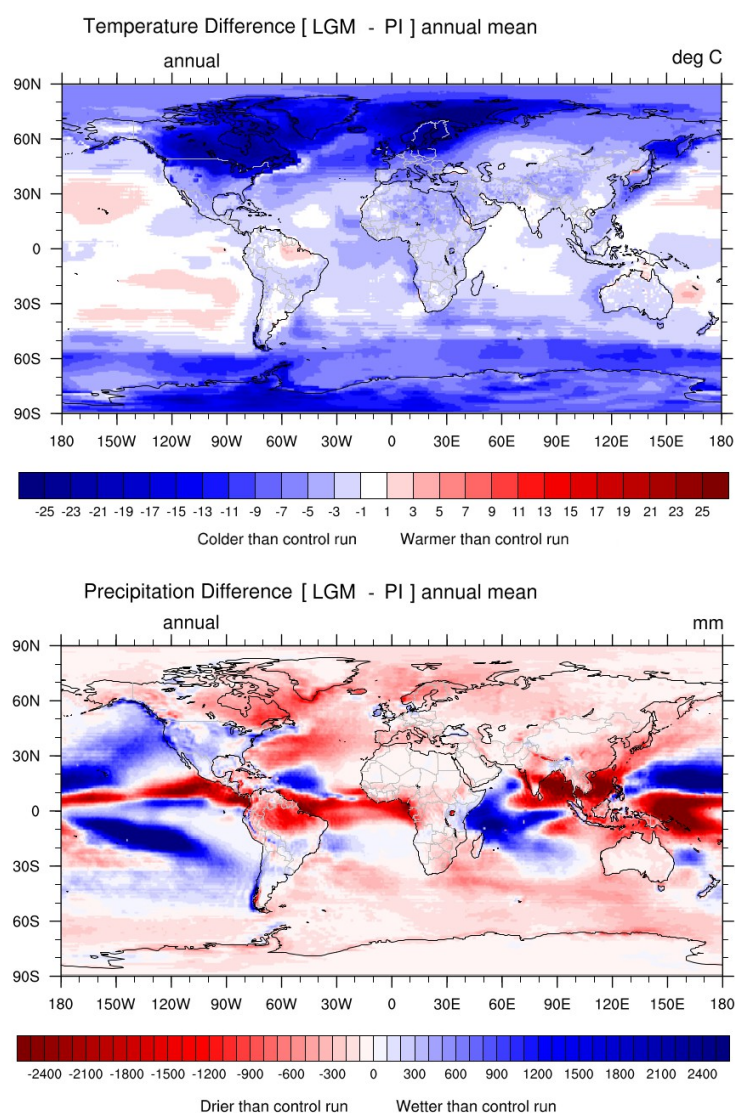 Temperature Difference [ LGM - PI ] annual mean
annual deg C
90N
60N
30N
0
30S
60S
90S
180 150W 120W 90W 60W 30W 0 30E 60E 90E 120E 150E 180
-25 -23 -21 -19 -17 -15 -13 -11 -9 -7 -5 -3 -1 1 3 5 7 9 11 13 15 17 19 21 23 25
Colder than control run Warmer than control run
Precipitation Difference [ LGM - PI ] annual mean
annual mm
90N
60N
30N
0
30S
60S
90S
180 150W 120W 90W 60W 30W 0 30E 60E 90E 120E 150E 180
-2400 -2100 -1800 -1500 -1200 -900 -600 -300 0 300 600 900 1200 1500 1800 2100 2400
Drier than control run Wetter than control run